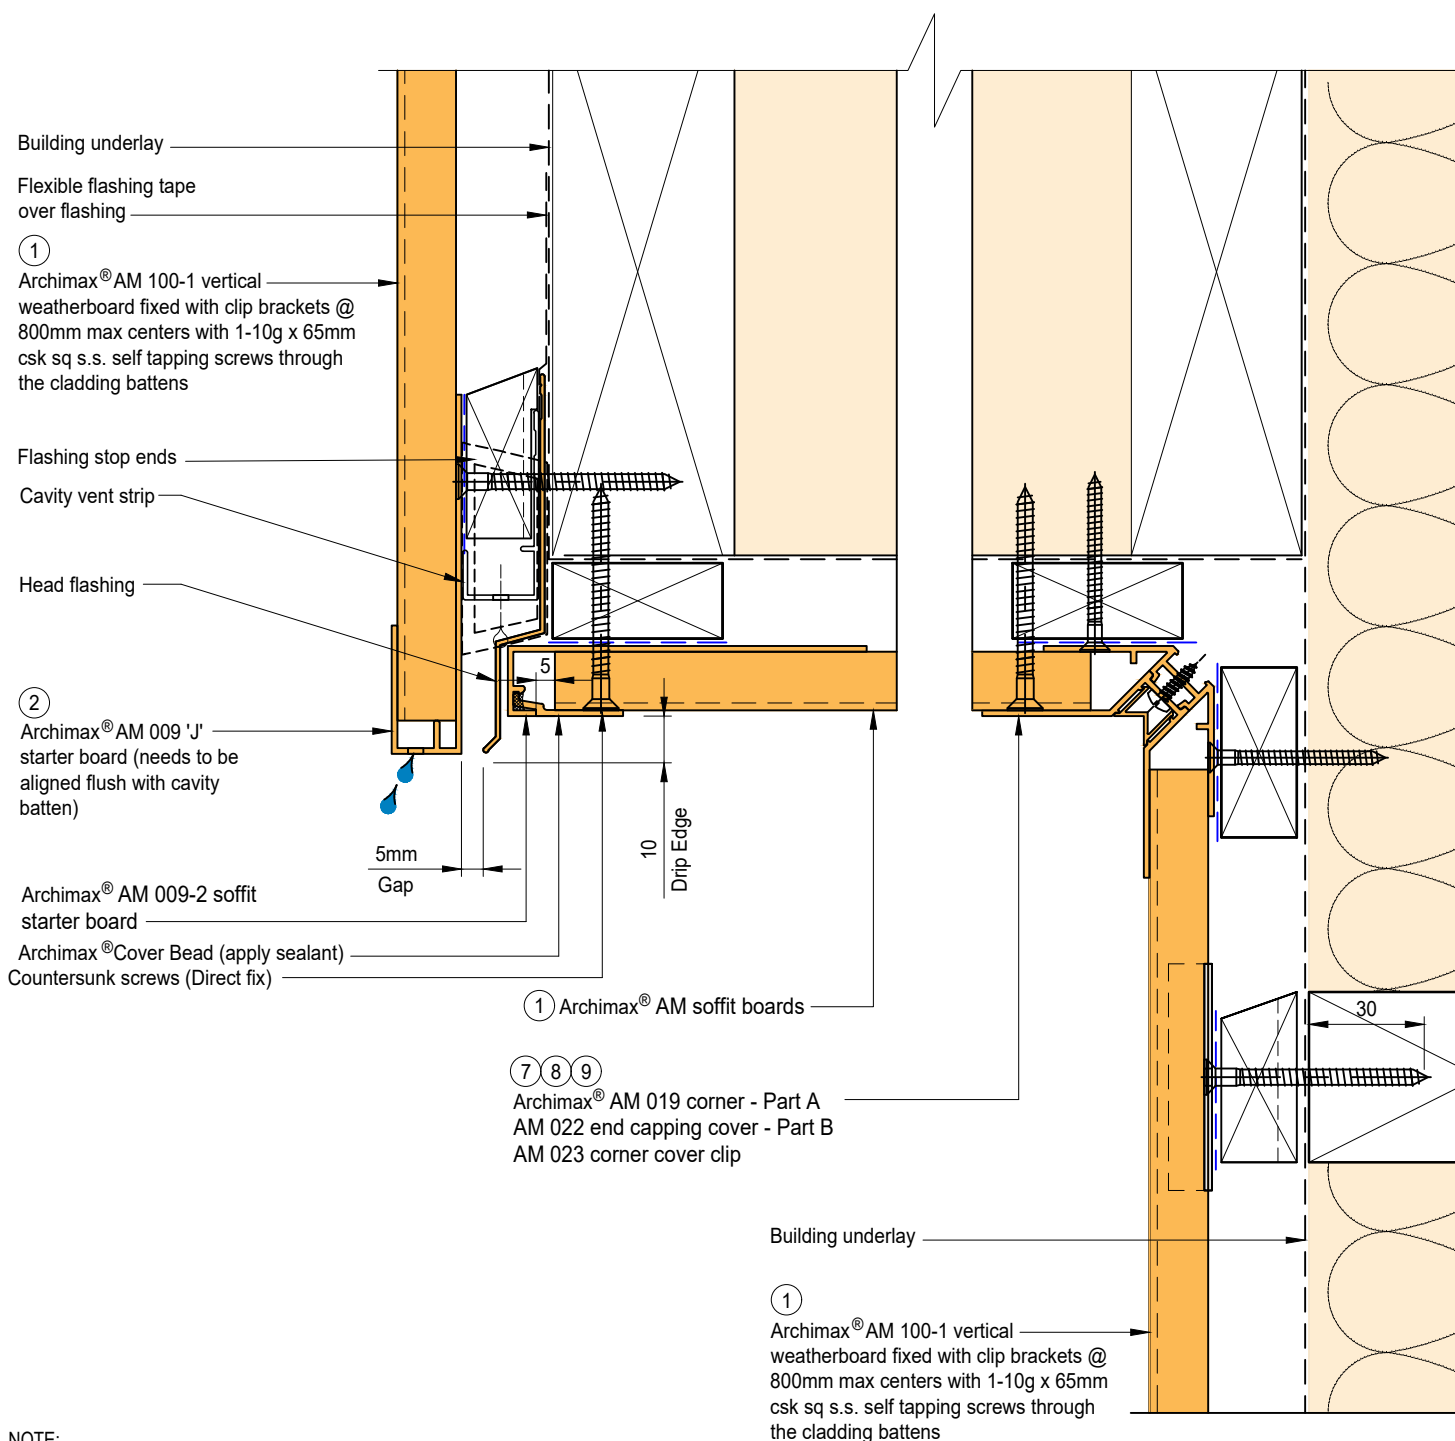 Building underlay
Flexible flashing tape
over flashing
1
Archimax® AM 100-1 vertical
weatherboard fixed with clip brackets @
800mm max centers with 1-10g x 65mm
csk sq s.s. self tapping screws through
the cladding battens
Flashing stop ends
Cavity vent strip
Head flashing
5
2
Archimax® AM 009 'J'
starter board (needs to be
aligned flush with cavity
batten)
5mm
Gap
10
Drip Edge
Archimax® AM 009-2 soffit
starter board
Archimax® Cover Bead (apply sealant)
Countersunk screws (Direct fix)
1 Archimax® AM soffit boards
30
7 8 9
Archimax® AM 019 corner - Part A
AM 022 end capping cover - Part B
AM 023 corner cover clip
Building underlay
1
Archimax® AM 100-1 vertical
weatherboard fixed with clip brackets @
800mm max centers with 1-10g x 65mm
csk sq s.s. self tapping screws through
the cladding battens
NOTE: